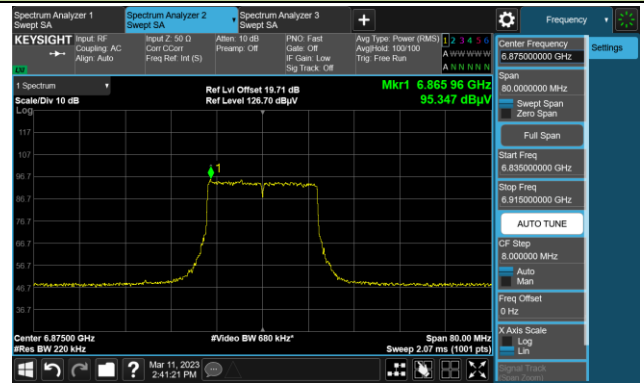 Spectrum Analyzer 1
Swept SA
Spectrum Analyzer 2
Swept SA
Spectrum Analyzer 3
Swept SA
+
Frequency
KEYSIGHT
Input: RF
Coupling: AC
Align: Auto
Input Z: 50 Ω
Corr CCorr
Freq Ref: Int (S)
Atten: 10 dB
Preamp: Off
PNO: Fast
Gate: Off
IF Gain: Low
Sig Track: Off
Avg Type: Power (RMS)
Avg|Hold: 100/100
Trig: Free Run
1 2 3 4 5 6
A W W W W W
A N N N N N
1 Spectrum
Scale/Div 10 dB
Log
Ref Lvl Offset 19.71 dB
Ref Level 126.70 dBµV
Mkr1 6.865 96 GHz
95.347 dBµV
117
107
96.7
86.7
76.7
66.7
56.7
46.7
36.7
1
Center 6.87500 GHz
#Res BW 220 kHz
#Video BW 680 kHz*
Span 80.00 MHz
Sweep 2.07 ms (1001 pts)
Center Frequency
6.875000000 GHz
Settings
Span
80.0000000 MHz
Swept Span
Zero Span
Full Span
Start Freq
6.835000000 GHz
Stop Freq
6.915000000 GHz
AUTO TUNE
CF Step
8.000000 MHz
Auto
Man
Freq Offset
0 Hz
X Axis Scale
Log
Lin
Signal Track
(Span Zoom)
?
Mar 11, 2023
2:41:21 PM